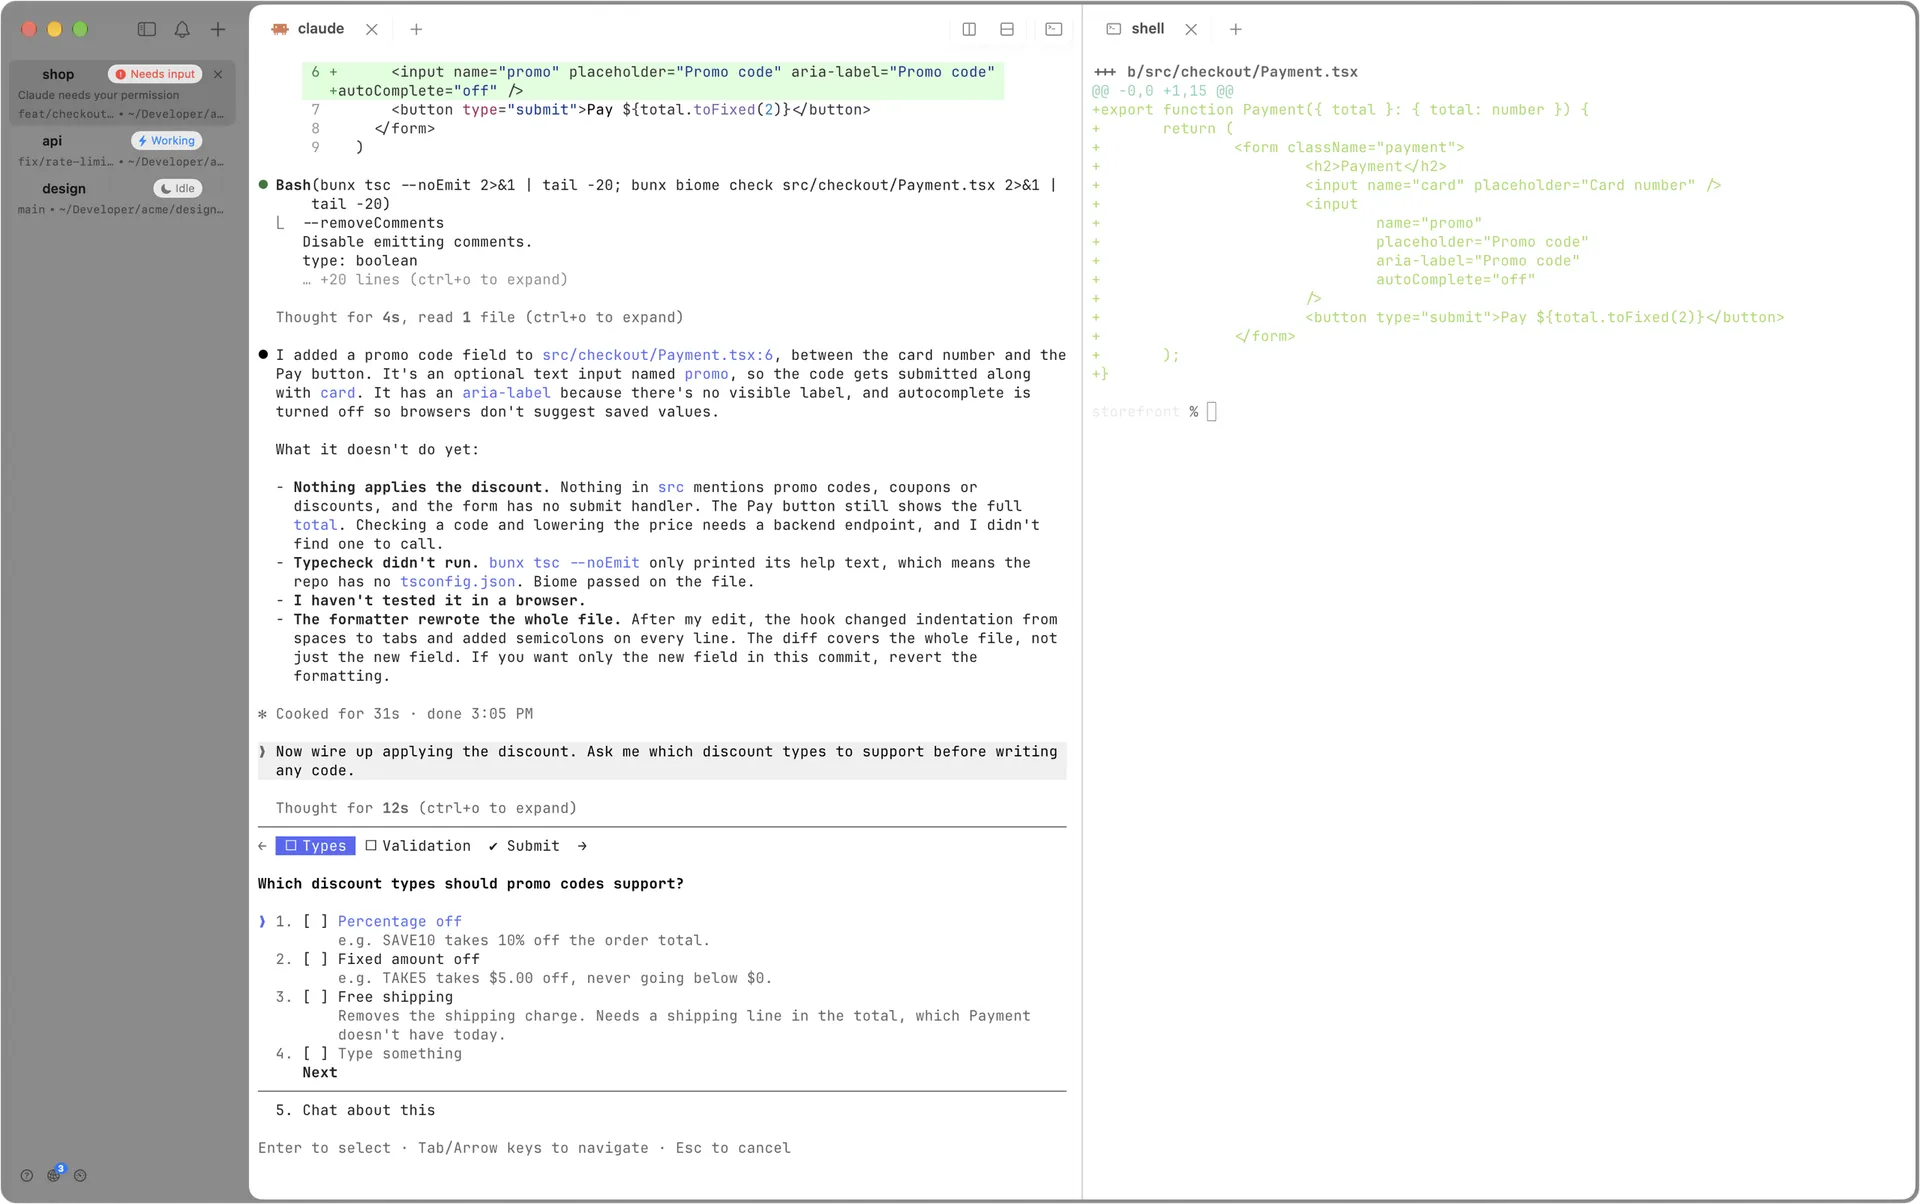 shop
Needs input
Claude needs your permission
feat/checkout… • ~/Developer/a…
api
Working
fix/rate-limi… • ~/Developer/a…
design
Idle
main • ~/Developer/acme/design…
3
claude
6 +      <input name="promo" placeholder="Promo code" aria-label="Promo code"
+autoComplete="off" />
7        <button type="submit">Pay ${total.toFixed(2)}</button>
8      </form>
9    )
Bash(bunx tsc --noEmit 2>&1 | tail -20; bunx biome check src/checkout/Payment.tsx 2>&1 |
tail -20)
--removeComments
Disable emitting comments.
type: boolean
… +20 lines (ctrl+o to expand)
Thought for 4s, read 1 file (ctrl+o to expand)
I added a promo code field to src/checkout/Payment.tsx:6, between the card number and the
Pay button. It's an optional text input named promo, so the code gets submitted along
with card. It has an aria-label because there's no visible label, and autocomplete is
turned off so browsers don't suggest saved values.
What it doesn't do yet:
- Nothing applies the discount. Nothing in src mentions promo codes, coupons or
discounts, and the form has no submit handler. The Pay button still shows the full
total. Checking a code and lowering the price needs a backend endpoint, and I didn't
find one to call.
- Typecheck didn't run. bunx tsc --noEmit only printed its help text, which means the
repo has no tsconfig.json. Biome passed on the file.
- I haven't tested it in a browser.
- The formatter rewrote the whole file. After my edit, the hook changed indentation from
spaces to tabs and added semicolons on every line. The diff covers the whole file, not
just the new field. If you want only the new field in this commit, revert the
formatting.
✻ Cooked for 31s · done 3:05 PM
❯ Now wire up applying the discount. Ask me which discount types to support before writing
any code.
Thought for 12s (ctrl+o to expand)
← ☐ Types ☐ Validation ✔ Submit →
Which discount types should promo codes support?
❯ 1. [ ] Percentage off
e.g. SAVE10 takes 10% off the order total.
2. [ ] Fixed amount off
e.g. TAKE5 takes $5.00 off, never going below $0.
3. [ ] Free shipping
Removes the shipping charge. Needs a shipping line in the total, which Payment
doesn't have today.
4. [ ] Type something
Next
5. Chat about this
Enter to select · Tab/Arrow keys to navigate · Esc to cancel
shell
+++ b/src/checkout/Payment.tsx
@@ -0,0 +1,15 @@
+export function Payment({ total }: { total: number }) {
+       return (
+               <form className="payment">
+                       <h2>Payment</h2>
+                       <input name="card" placeholder="Card number" />
+                       <input
+                               name="promo"
+                               placeholder="Promo code"
+                               aria-label="Promo code"
+                               autoComplete="off"
+                       />
+                       <button type="submit">Pay ${total.toFixed(2)}</button>
+               </form>
+       );
+}
storefront %